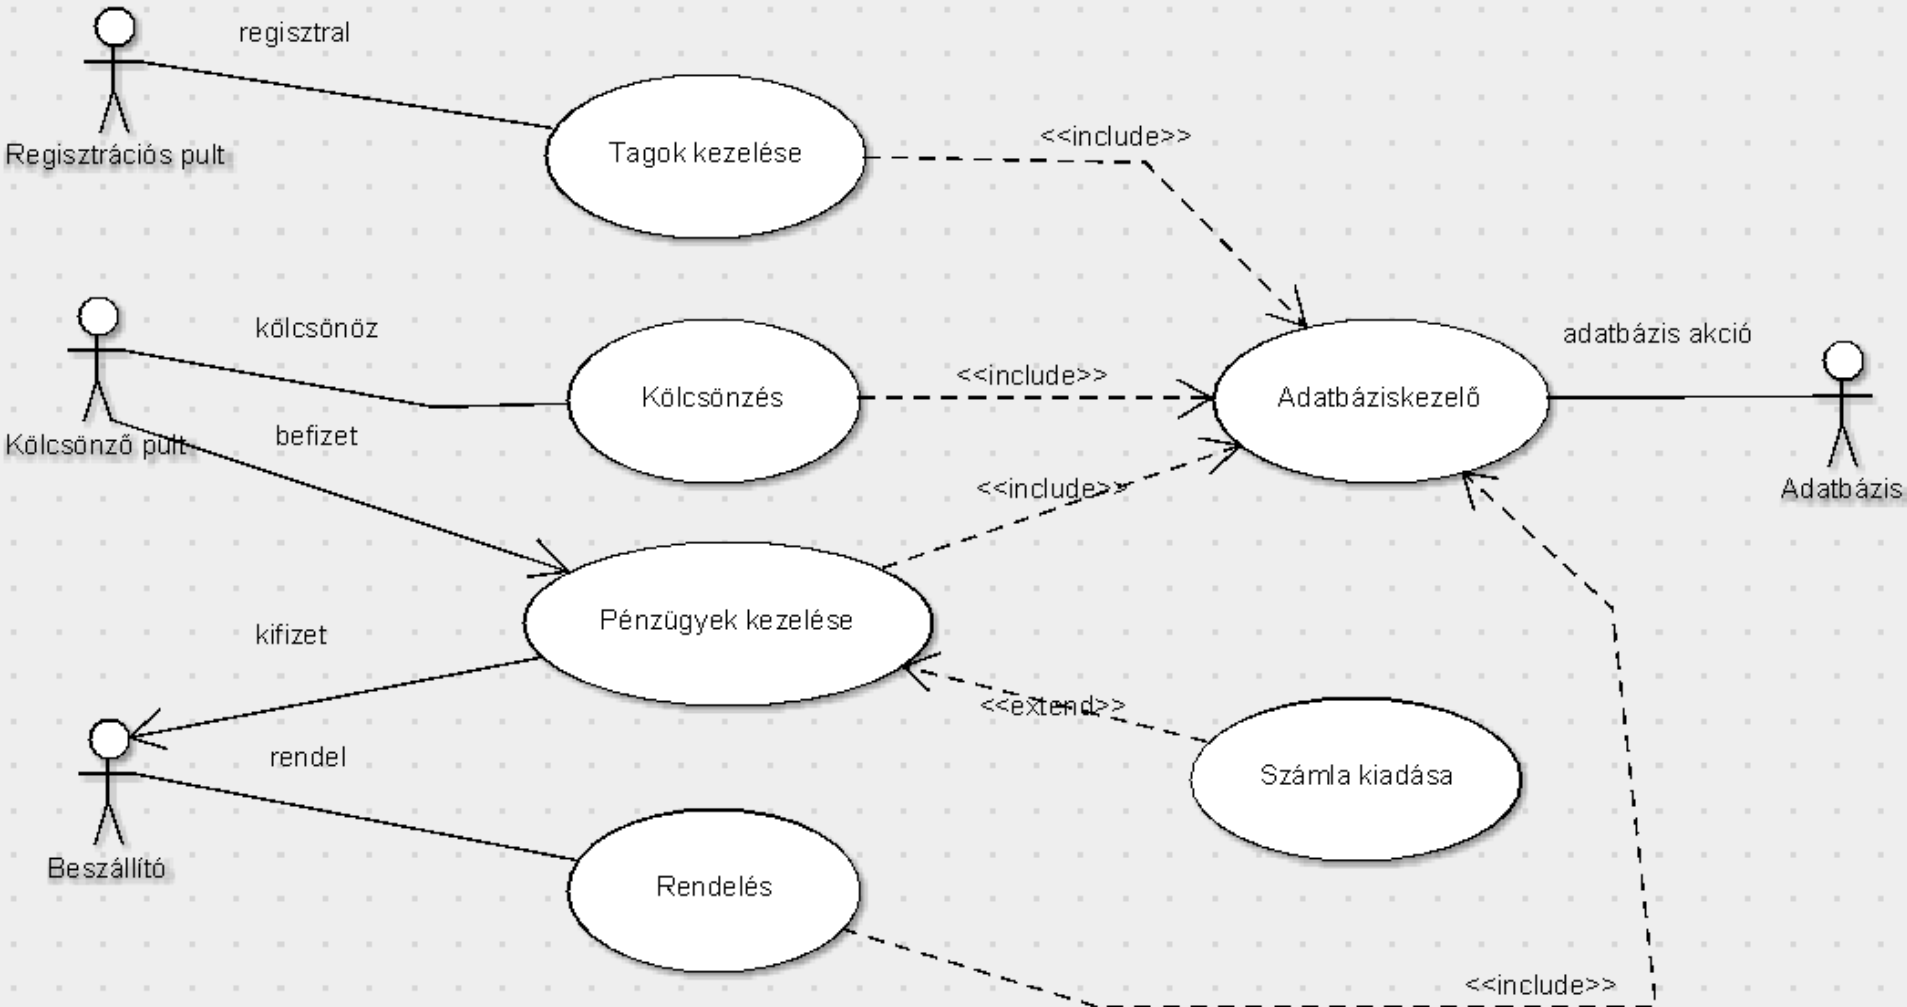 regisztral
Regisztrációs pult
Tagok kezelése
<<include>>
kölcsönöz
adatbázis akció
Kölcsönzés
<<include>>
Adatbáziskezelő
befizet
Kölcsönző pult
<<include>>
Adatbázis
Pénzügyek kezelése
kifizet
<<extend>>
rendel
Számla kiadása
Beszállító
Rendelés
<<include>>